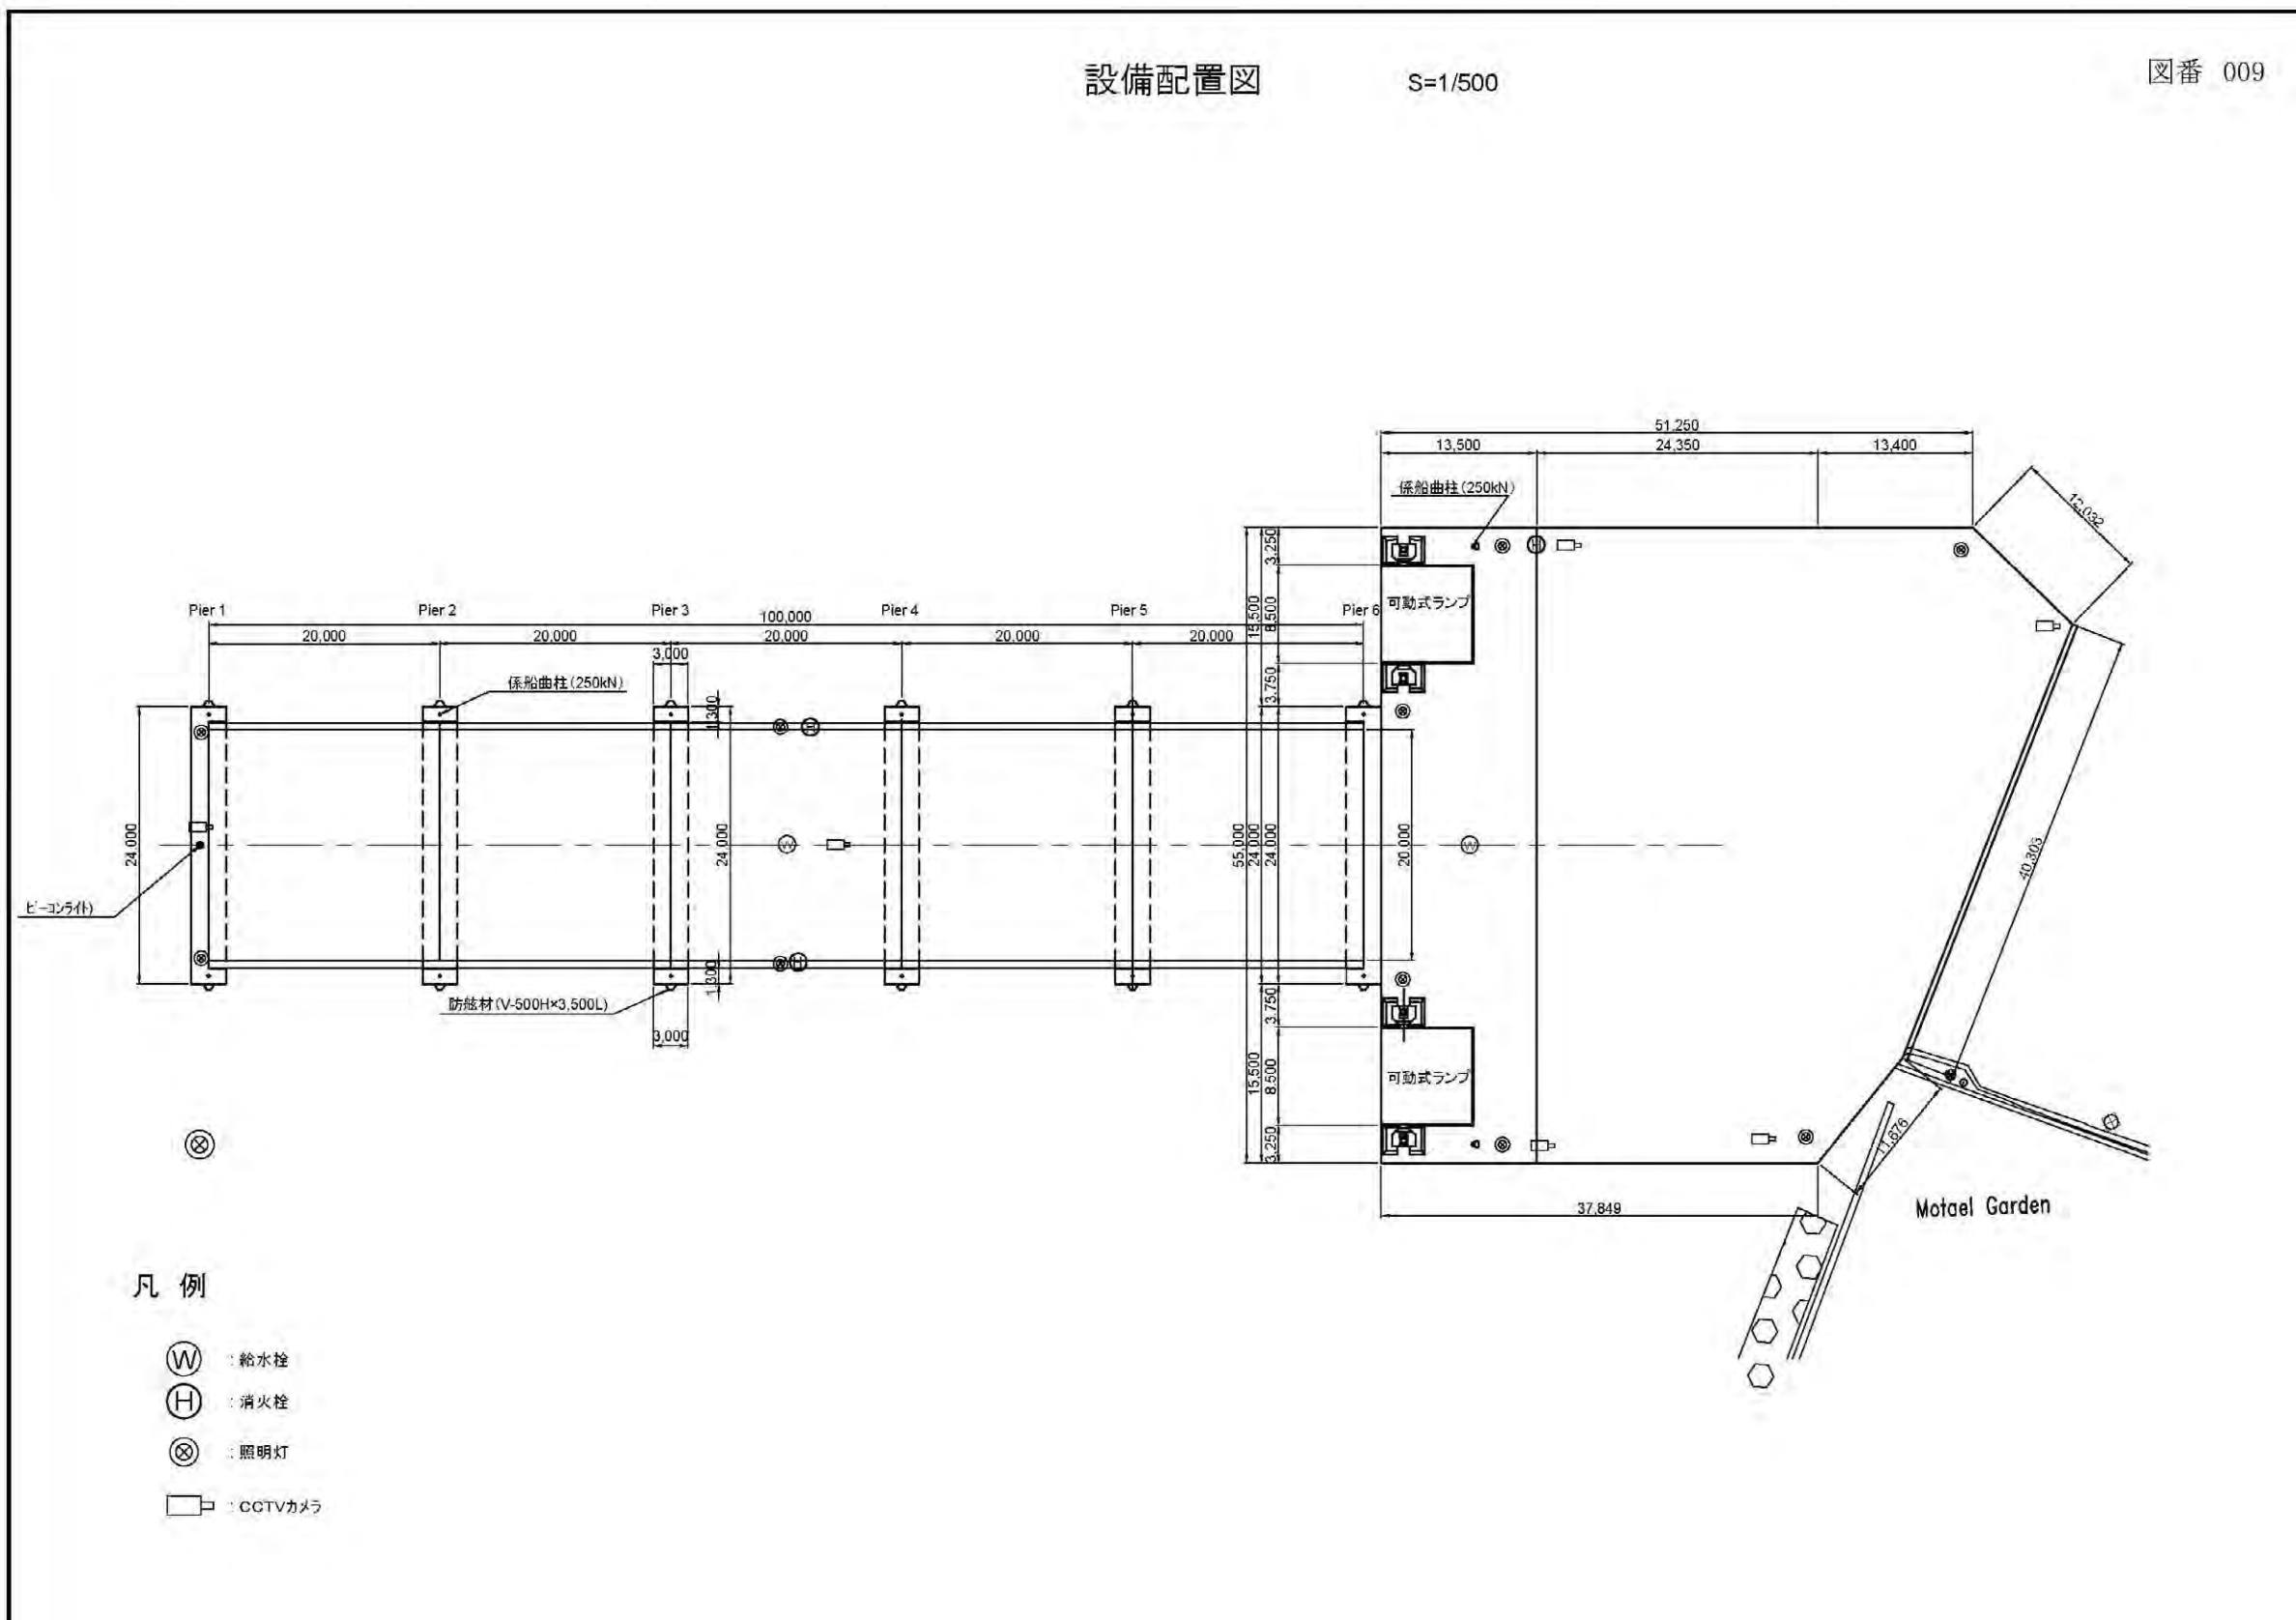 設備配置図 S=1/500
図番 009
51,250
13,500 24,350 13,400
係船曲柱(250kN)
12,032
3,250
Pier 1 Pier 2 Pier 3 Pier 4 Pier 5 Pier 6
100,000
20,000 20,000 20,000 20,000 20,000
可動式ランプ
15,500
8,500
3,000
係船曲柱(250kN)
3,750
1,300
24,000
24,000
W
H
55,000
24,000
24,000
20,000
W
H
40,303
ビーコンライト)
H
1,300
防舷材(V-500H×3,500L)
3,000
3,750
15,500
8,500
可動式ランプ
3,250
11,676
37,849
Motael Garden
凡 例
W :給水栓
H :消火栓
:照明灯
:CCTVカメラ